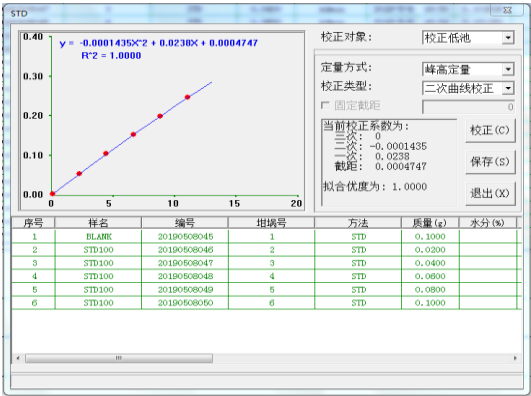 STD
校正对象:
校正低池
定量方式:
峰高定量
校正类型:
二次曲线校正
固定截距
0
当前校正系数为:
三次: 0
二次: -0.0001435
一次: 0.0238
截距: 0.0004747
拟合优度为: 1.0000
校正(C)
保存(S)
退出(X)
y = -0.0001435X^2 + 0.0238X + 0.0004747
R^2 = 1.0000
0.40
0.30
0.20
0.10
0.00
0 5 10 15 20
序号 样名 编号 坩埚号 方法 质量(g) 水分(%)
1 BLANK 20190508045 1 STD 0.1000
2 STD100 20190508046 2 STD 0.0200
3 STD100 20190508047 3 STD 0.0400
4 STD100 20190508048 4 STD 0.0600
5 STD100 20190508049 5 STD 0.0800
6 STD100 20190508050 6 STD 0.1000